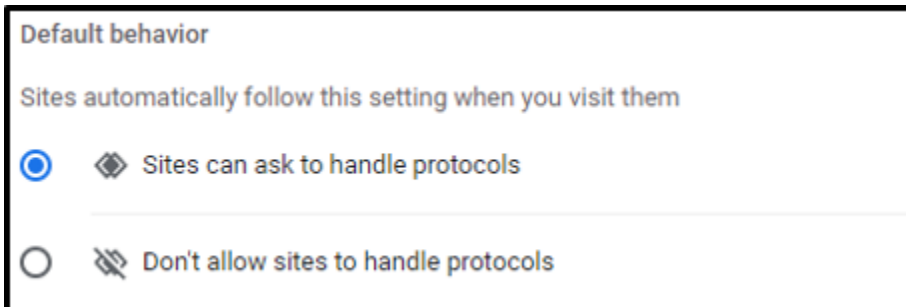 Default behavior
Sites automatically follow this setting when you visit them
Sites can ask to handle protocols
Don't allow sites to handle protocols